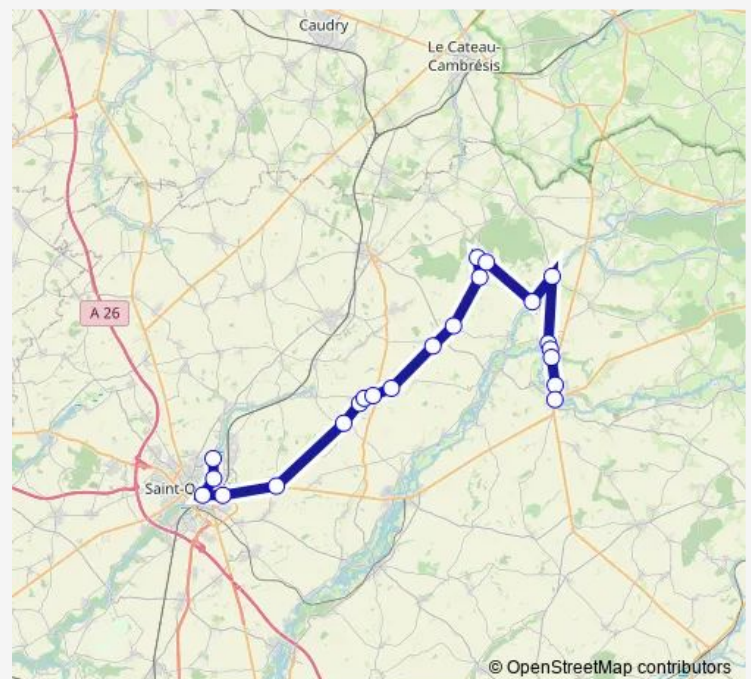 Caudry
Le Cateau-
Cambrésis
A 26
Saint-Q
© OpenStreetMap contributors